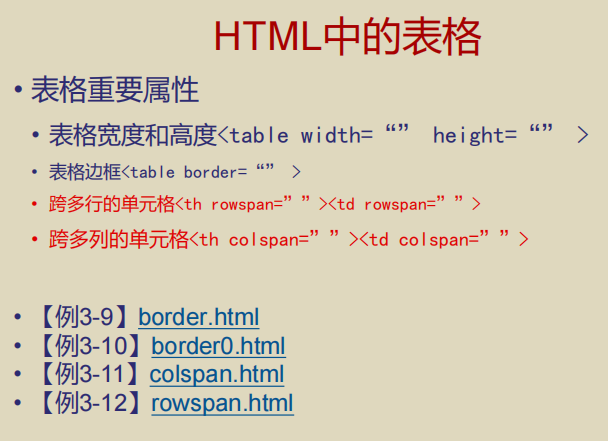 HTML中的表格
• 表格重要属性
• 表格宽度和高度<table width= “” height= “” >
• 表格边框<table border= “” >
• 跨多行的单元格<th rowspan=” ”><td rowspan=” ”>
• 跨多列的单元格<th colspan=” ”><td colspan=” ”>
• 【例3-9】border.html
• 【例3-10】border0.html
• 【例3-11】colspan.html
• 【例3-12】rowspan.html